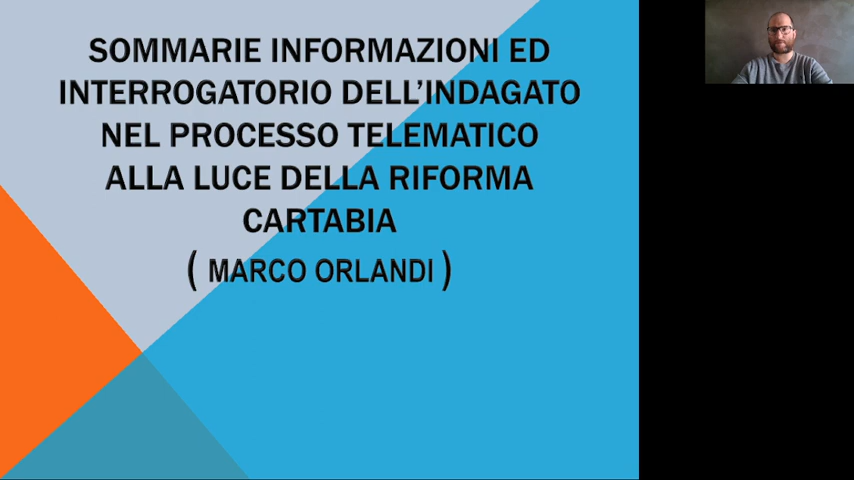 SOMMARIE INFORMAZIONI ED
INTERROGATORIO DELL'INDAGATO
NEL PROCESSO TELEMATICO
ALLA LUCE DELLA RIFORMA
CARTABIA
( MARCO ORLANDI )